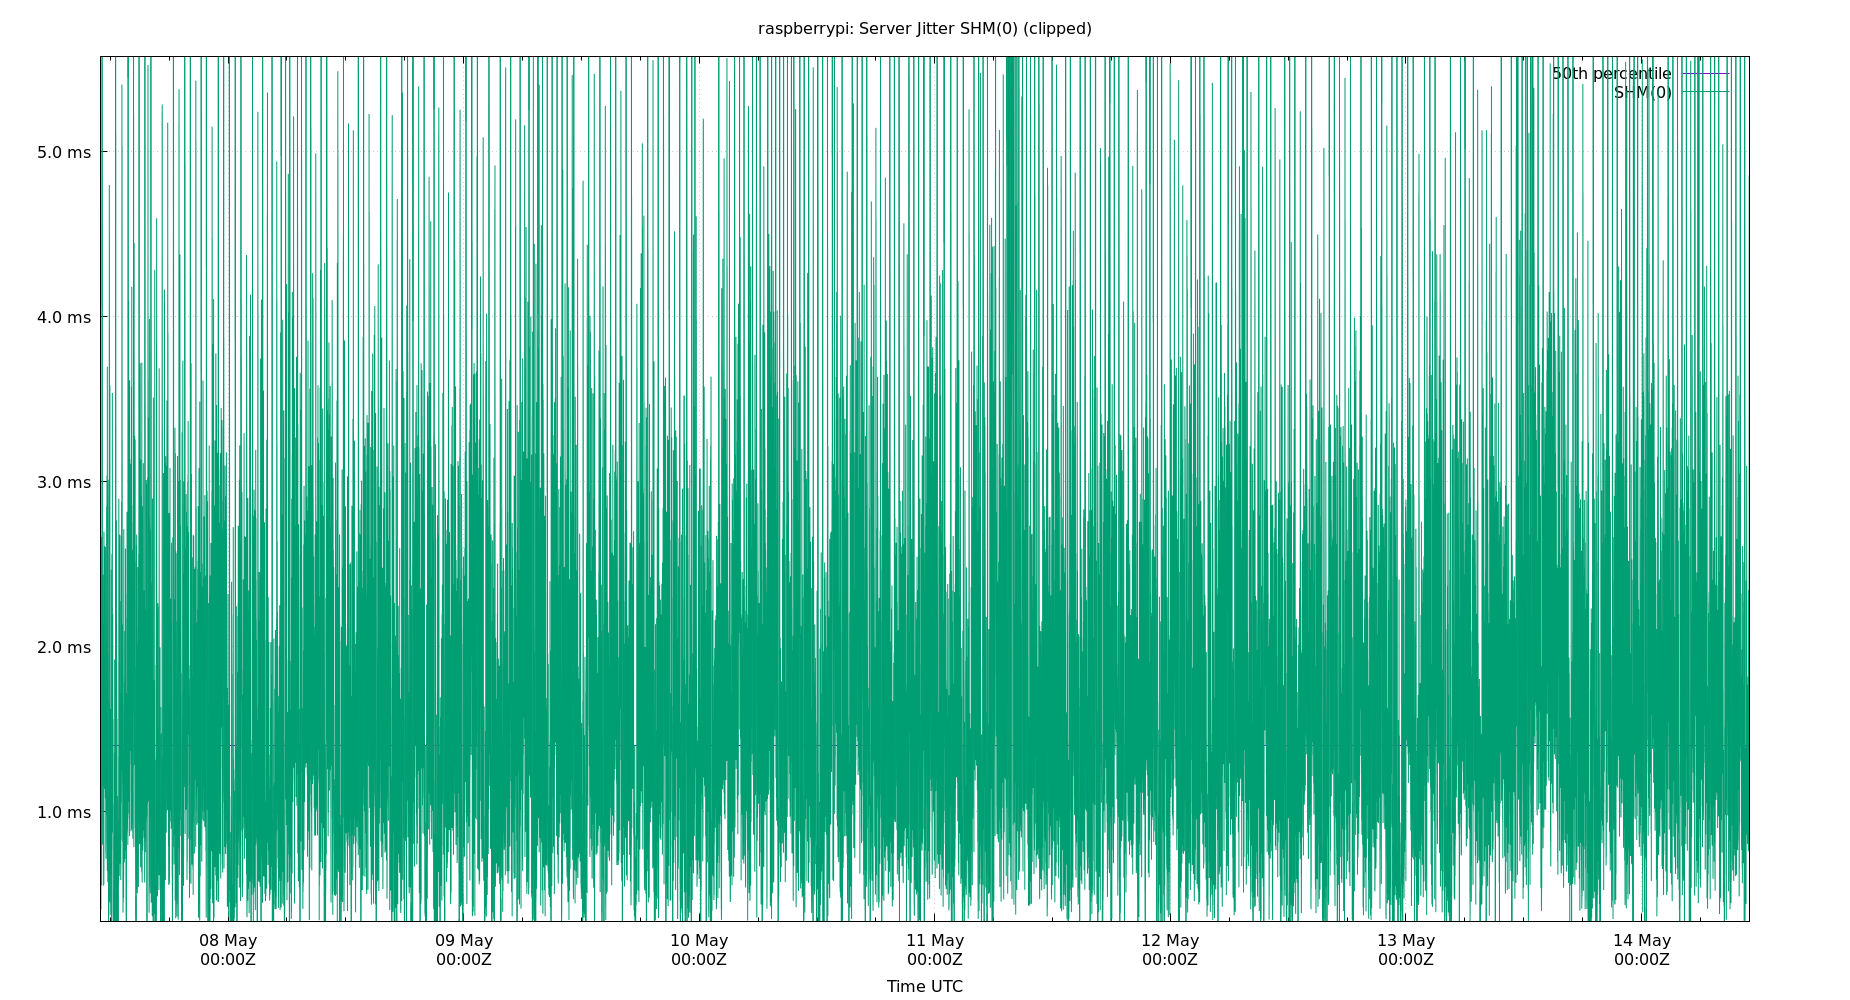 raspberrypi: Server Jitter SHM(0) (clipped)
50th percentile
SHM(0)
5.0 ms
4.0 ms
3.0 ms
2.0 ms
1.0 ms
08 May 09 May 10 May 11 May 12 May 13 May 14 May
00:00Z 00:00Z 00:00Z 00:00Z 00:00Z 00:00Z 00:00Z
Time UTC